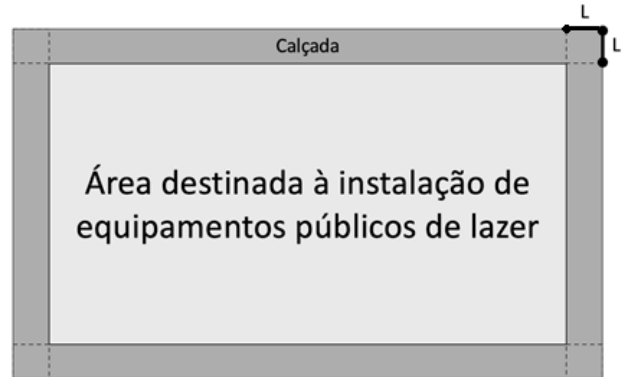 L
Calçada
L
Área destinada à instalação de
equipamentos públicos de lazer